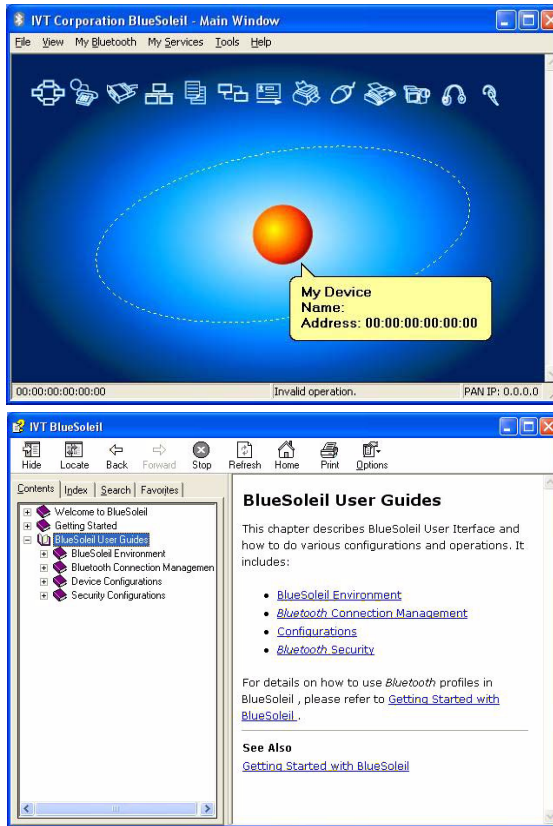 IVT Corporation BlueSoleil - Main Window
File View My Bluetooth My Services Tools Help
My Device
Name:
Address: 00:00:00:00:00:00
00:00:00:00:00:00 Invalid operation. PAN IP: 0.0.0.0
IVT BlueSoleil
Hide Locate Back Forward Stop Refresh Home Print Options
Contents Index Search Favorites
Welcome to BlueSoleil
Getting Started
BlueSoleil User Guides
BlueSoleil Environment
Bluetooth Connection Managemen
Device Configurations
Security Configurations
BlueSoleil User Guides
This chapter describes BlueSoleil User Iterface and
how to do various configurations and operations. It
includes:
• BlueSoleil Environment
• Bluetooth Connection Management
• Configurations
• Bluetooth Security
For details on how to use Bluetooth profiles in
BlueSoleil , please refer to Getting Started with
BlueSoleil .
See Also
Getting Started with BlueSoleil